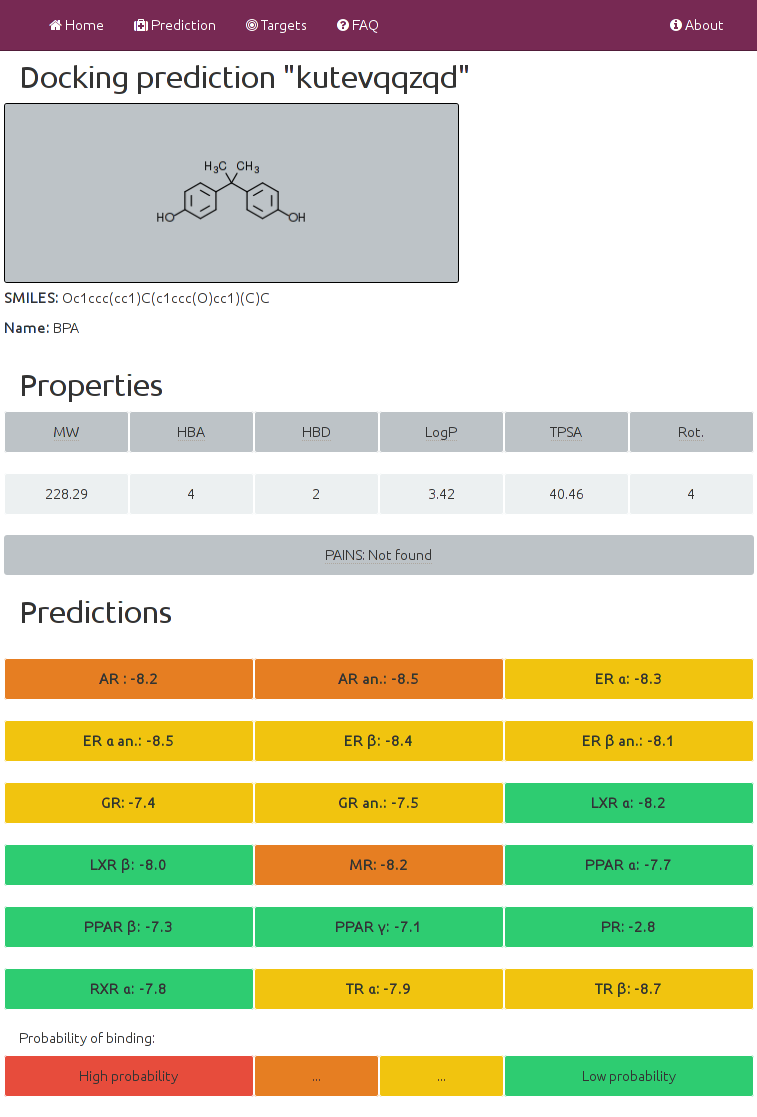 Home Prediction Targets FAQ About
Docking prediction "kutevqqzqd"
H₃C CH₃
HO OH
SMILES: Oc1ccc(cc1)C(c1ccc(O)cc1)(C)C
Name: BPA
Properties
MW HBA HBD LogP TPSA Rot.
228.29 4 2 3.42 40.46 4
PAINS: Not found
Predictions
AR : -8.2 AR an.: -8.5 ER α: -8.3
ER α an.: -8.5 ER β: -8.4 ER β an.: -8.1
GR: -7.4 GR an.: -7.5 LXR α: -8.2
LXR β: -8.0 MR: -8.2 PPAR α: -7.7
PPAR β: -7.3 PPAR γ: -7.1 PR: -2.8
RXR α: -7.8 TR α: -7.9 TR β: -8.7
Probability of binding:
High probability ... ... Low probability